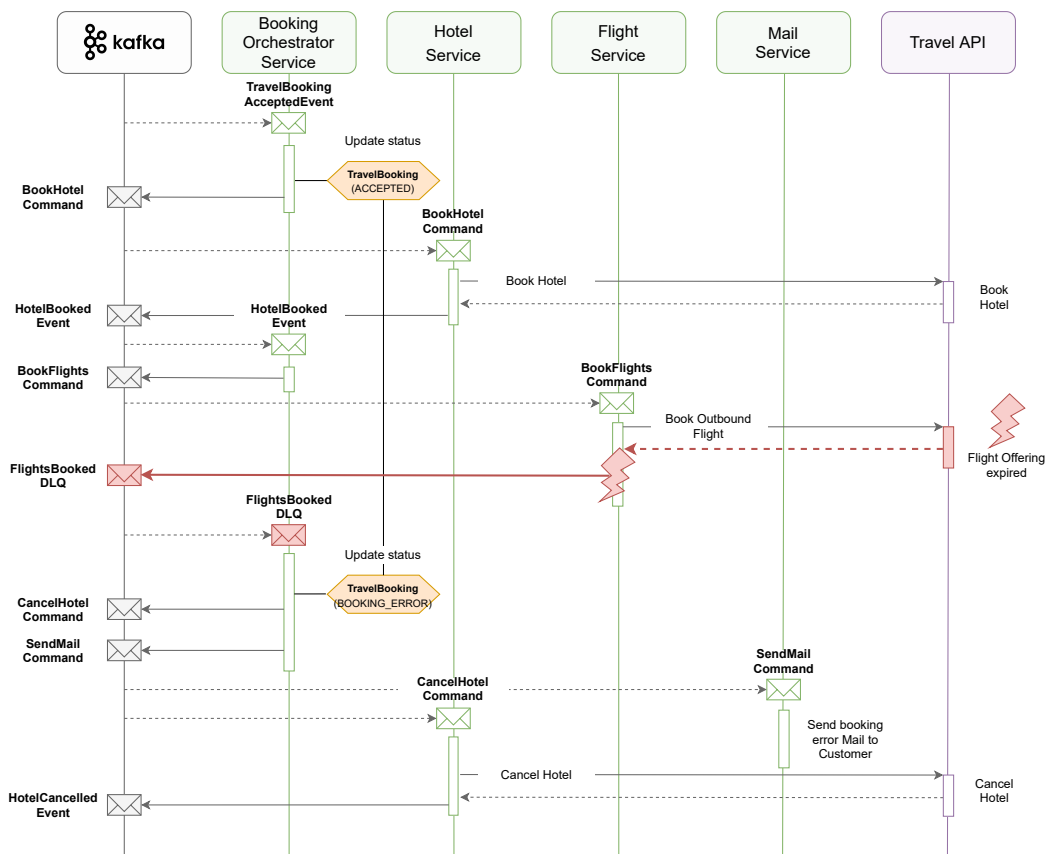 kafka
Booking
Orchestrator
Service
Hotel
Service
Flight
Service
Mail
Service
Travel API
TravelBooking
AcceptedEvent
Update status
TravelBooking
(ACCEPTED)
BookHotel
Command
BookHotel
Command
Book Hotel
Book
Hotel
HotelBooked
Event
HotelBooked
Event
BookFlights
Command
BookFlights
Command
Book Outbound
Flight
Flight Offering
expired
FlightsBooked
DLQ
FlightsBooked
DLQ
Update status
TravelBooking
(BOOKING_ERROR)
CancelHotel
Command
SendMail
Command
SendMail
Command
CancelHotel
Command
Send booking
error Mail to
Customer
Cancel Hotel
Cancel
Hotel
HotelCancelled
Event